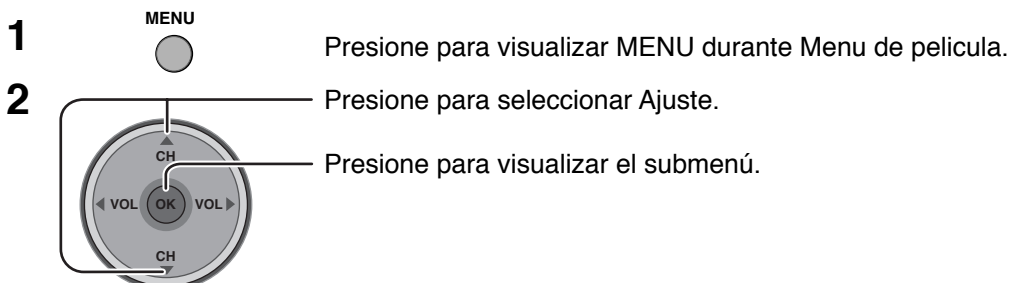 MENU
1
Presione para visualizar MENU durante Menu de pelicula.
2
Presione para seleccionar Ajuste.
CH
Presione para visualizar el submenú.
VOL OK VOL
CH